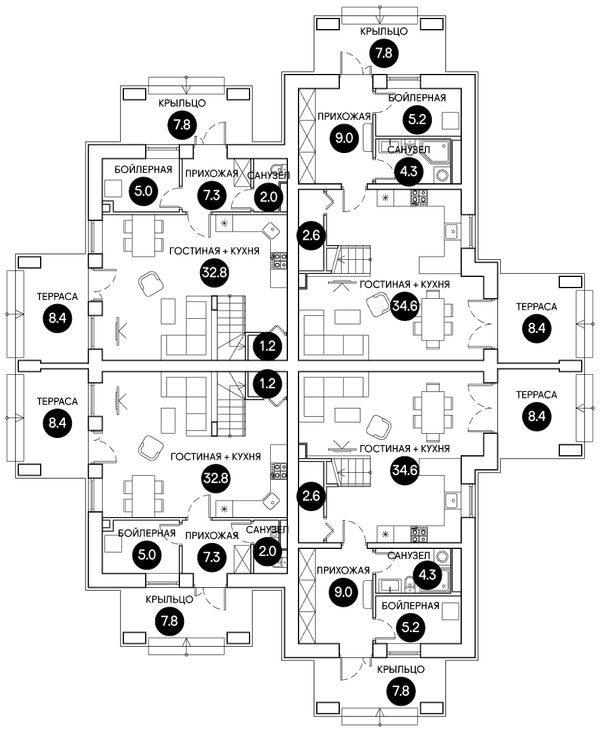 КРЫЛЬЦО
7.8
КРЫЛЬЦО
7.8
БОЙЛЕРНАЯ
5.2
ПРИХОЖАЯ
9.0
САНУЗЕЛ
4.3
БОЙЛЕРНАЯ
5.0
ПРИХОЖАЯ
7.3
САНУЗЕЛ
2.0
2.6
ГОСТИНАЯ + КУХНЯ
32.8
ГОСТИНАЯ + КУХНЯ
34.6
ТЕРРАСА
8.4
ТЕРРАСА
8.4
1.2
1.2
ТЕРРАСА
8.4
ТЕРРАСА
8.4
ГОСТИНАЯ + КУХНЯ
32.8
ГОСТИНАЯ + КУХНЯ
34.6
2.6
БОЙЛЕРНАЯ
5.0
ПРИХОЖАЯ
7.3
САНУЗЕЛ
2.0
САНУЗЕЛ
4.3
ПРИХОЖАЯ
9.0
КРЫЛЬЦО
7.8
БОЙЛЕРНАЯ
5.2
КРЫЛЬЦО
7.8